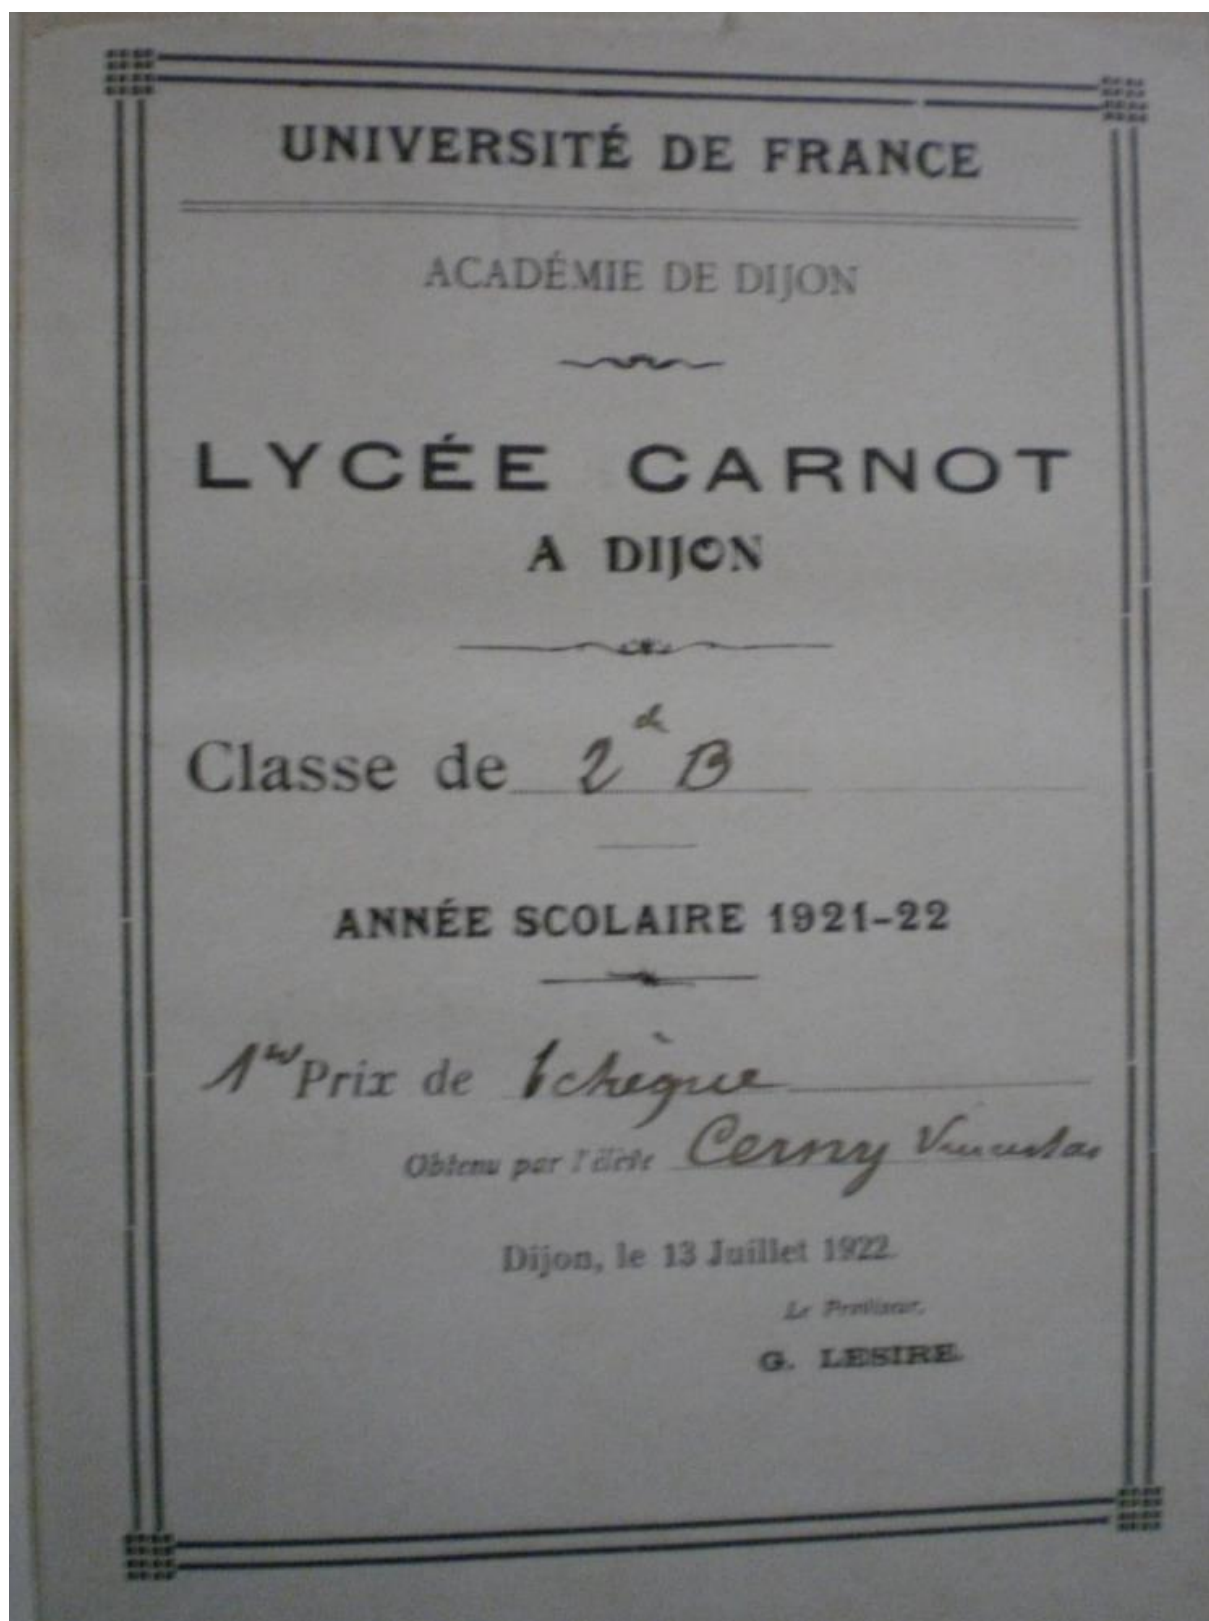 UNIVERSITÉ DE FRANCE
ACADÉMIE DE DIJON
LYCÉE CARNOT
A DIJON
Classe de 2de B
ANNÉE SCOLAIRE 1921-22
1er Prix de tchèque
Obtenu par l'élève Cerny
Dijon, le 13 Juillet 1922.
Le Proviseur,
G. LESIRE.